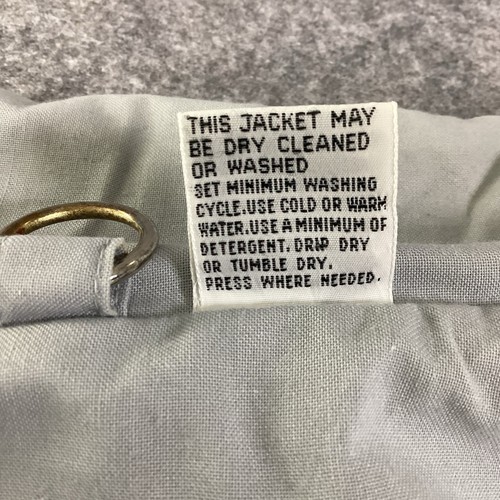 THIS JACKET MAY
BE DRY CLEANED
OR WASHED
SET MINIMUM WASHING
CYCLE.USE COLD OR WARM
WATER.USE A MINIMUM OF
DETERGENT. DRIP DRY
OR TUMBLE DRY.
PRESS WHERE NEEDED.